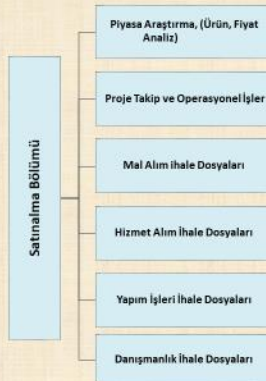 Satınalma Bölümü
Piyasa Araştırma, (Ürün, Fiyat
Analiz)
Proje Takip ve Operasyonel İşler
Mal Alım ihale Dosyaları
Hizmet Alım İhale Dosyaları
Yapım İşleri İhale Dosyaları
Danışmanlık İhale Dosyaları